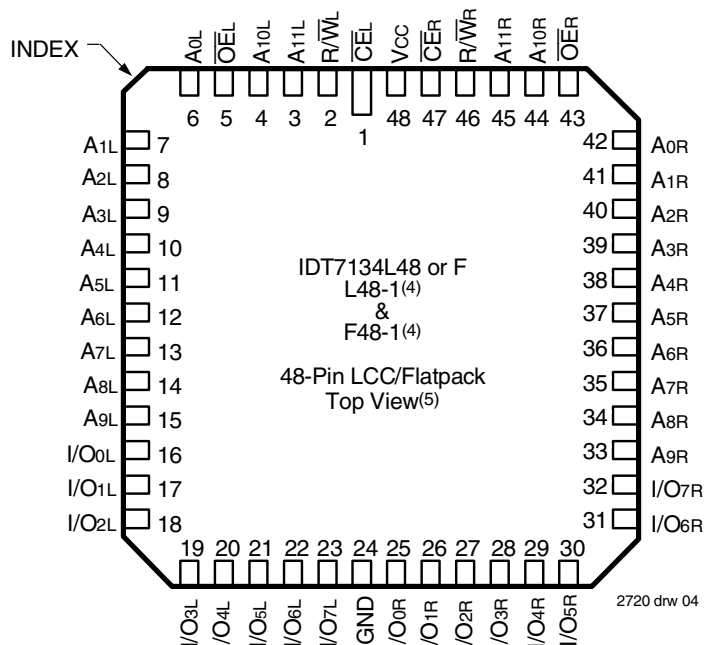 INDEX
A0L
OEL
A10L
A11L
R/WL
CEL
VCC
CER
R/WR
A11R
A10R
OER
6 5 4 3 2 1 48 47 46 45 44 43
A1L 7
A2L 8
A3L 9
A4L 10
A5L 11
A6L 12
A7L 13
A8L 14
A9L 15
I/O0L 16
I/O1L 17
I/O2L 18
42 A0R
41 A1R
40 A2R
39 A3R
38 A4R
37 A5R
36 A6R
35 A7R
34 A8R
33 A9R
32 I/O7R
31 I/O6R
IDT7134L48 or F
L48-1(4)
&
F48-1(4)
48-Pin LCC/Flatpack
Top View(5)
19 20 21 22 23 24 25 26 27 28 29 30
I/O3L
/O4L
I/O5L
I/O6L
I/O7L
GND
/O0R
I/O1R
I/O2R
I/O3R
I/O4R
I/O5R
2720 drw 04